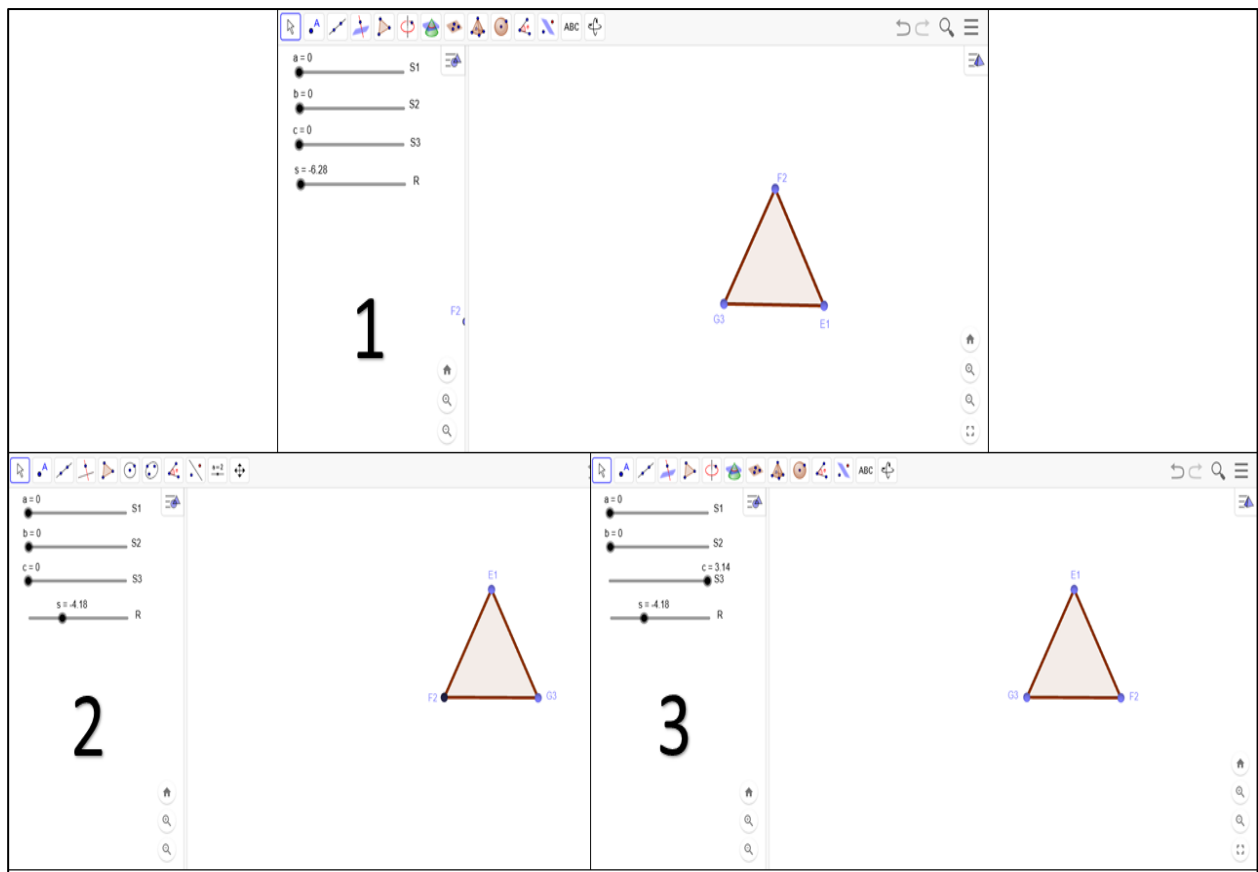 ABC
a = 0
S1
b = 0
S2
c = 0
S3
s = -6.28
R
F2
G3
E1
F2
1
A
a = 2
a = 0
S1
b = 0
S2
c = 0
S3
s = -4.18
R
E1
F2
G3
2
A
ABC
a = 0
S1
b = 0
S2
c = 3.14
S3
s = -4.18
R
E1
G3
F2
3